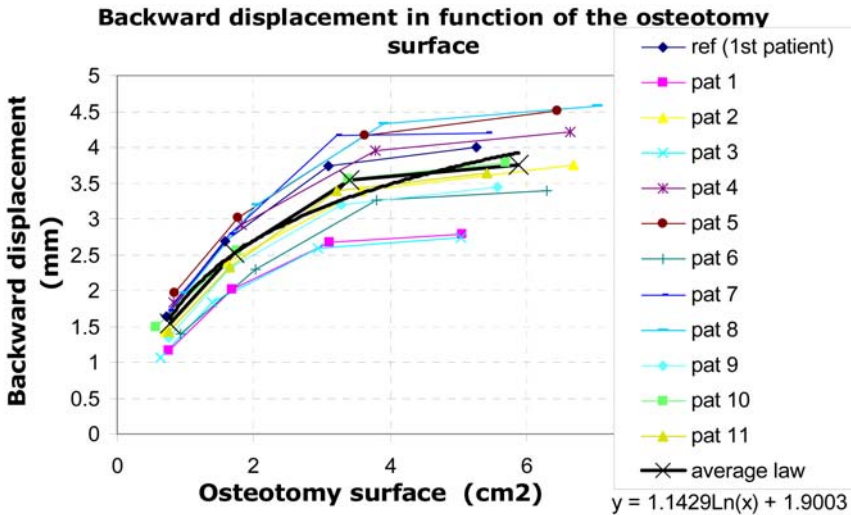 Backward displacement in function of the osteotomy
surface
Backward displacement
(mm)
5
4.5
4
3.5
3
2.5
2
1.5
1
0.5
0
0 2 4 6
Osteotomy surface (cm2)
ref (1st patient)
pat 1
pat 2
pat 3
pat 4
pat 5
pat 6
pat 7
pat 8
pat 9
pat 10
pat 11
average law
y = 1.1429Ln(x) + 1.9003